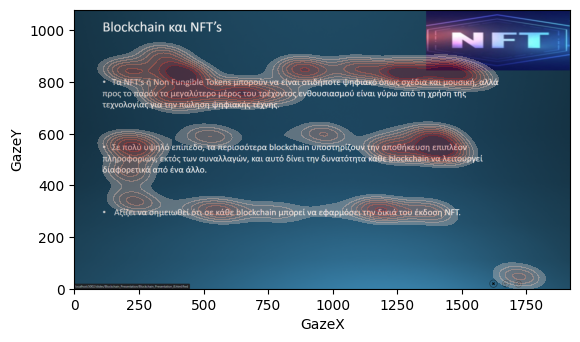 Blockchain και NFT's
NFT
• Τα NFT's ή Non Fungible Tokens μπορούν να είναι οτιδήποτε ψηφιακό όπως σχέδια και μουσική, αλλά
προς το παρόν το μεγαλύτερο μέρος του τρέχοντος ενθουσιασμού είναι γύρω από τη χρήση της
τεχνολογίας για την πώληση ψηφιακής τέχνης.
• Σε πολύ υψηλό επίπεδο, τα περισσότερα blockchain υποστηρίζουν την αποθήκευση επιπλέον
πληροφοριών, εκτός των συναλλαγών, και αυτό δίνει την δυνατότητα κάθε blockchain να λειτουργεί
διαφορετικά από ένα άλλο.
• Αξίζει να σημειωθεί ότι σε κάθε blockchain μπορεί να εφαρμόσει την δικιά του έκδοση NFT.
GazeY
1000
800
600
400
200
0
0 250 500 750 1000 1250 1500 1750
GazeX